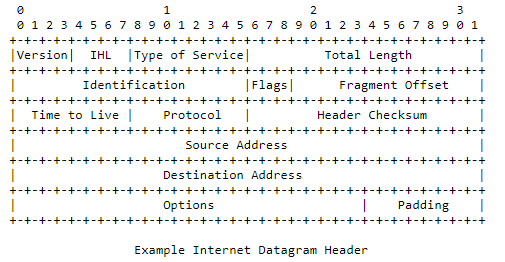 0                   1                   2                   3
0 1 2 3 4 5 6 7 8 9 0 1 2 3 4 5 6 7 8 9 0 1 2 3 4 5 6 7 8 9 0 1
+-+-+-+-+-+-+-+-+-+-+-+-+-+-+-+-+-+-+-+-+-+-+-+-+-+-+-+-+-+-+-+-+
|Version|  IHL  |Type of Service|          Total Length         |
+-+-+-+-+-+-+-+-+-+-+-+-+-+-+-+-+-+-+-+-+-+-+-+-+-+-+-+-+-+-+-+-+
|         Identification        |Flags|      Fragment Offset    |
+-+-+-+-+-+-+-+-+-+-+-+-+-+-+-+-+-+-+-+-+-+-+-+-+-+-+-+-+-+-+-+-+
|  Time to Live |    Protocol   |         Header Checksum       |
+-+-+-+-+-+-+-+-+-+-+-+-+-+-+-+-+-+-+-+-+-+-+-+-+-+-+-+-+-+-+-+-+
|                       Source Address                          |
+-+-+-+-+-+-+-+-+-+-+-+-+-+-+-+-+-+-+-+-+-+-+-+-+-+-+-+-+-+-+-+-+
|                    Destination Address                        |
+-+-+-+-+-+-+-+-+-+-+-+-+-+-+-+-+-+-+-+-+-+-+-+-+-+-+-+-+-+-+-+-+
|                    Options                    |    Padding    |
+-+-+-+-+-+-+-+-+-+-+-+-+-+-+-+-+-+-+-+-+-+-+-+-+-+-+-+-+-+-+-+-+
Example Internet Datagram Header